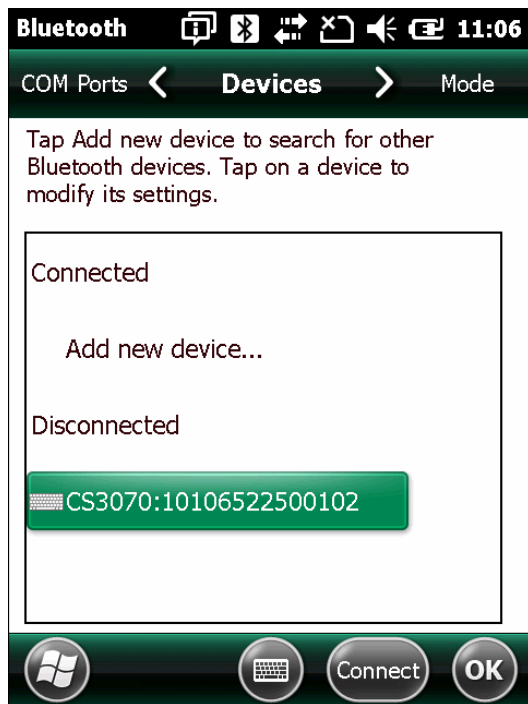 Bluetooth 11:06
COM Ports Devices Mode
Tap Add new device to search for other
Bluetooth devices. Tap on a device to
modify its settings.
Connected
Add new device...
Disconnected
CS3070:10106522500102
Connect OK